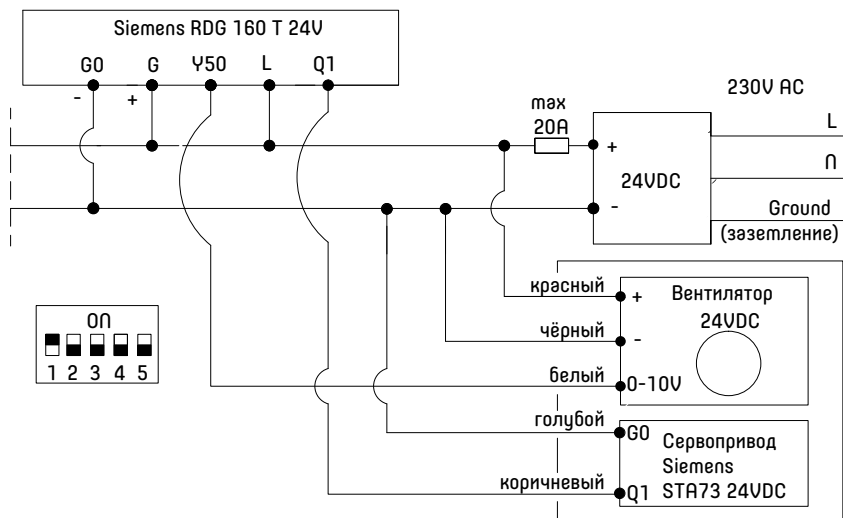 Siemens RDG 160 T 24V
G0 G Y50 L Q1
- +
230V AC
max
20A
+
24VDC
-
L
N
Ground
(заземление)
красный
чёрный
белый
голубой
коричневый
+
Вентилятор
24VDC
-
0-10V
G0
Сервопривод
Siemens
Q1 STA73 24VDC
ON
1 2 3 4 5